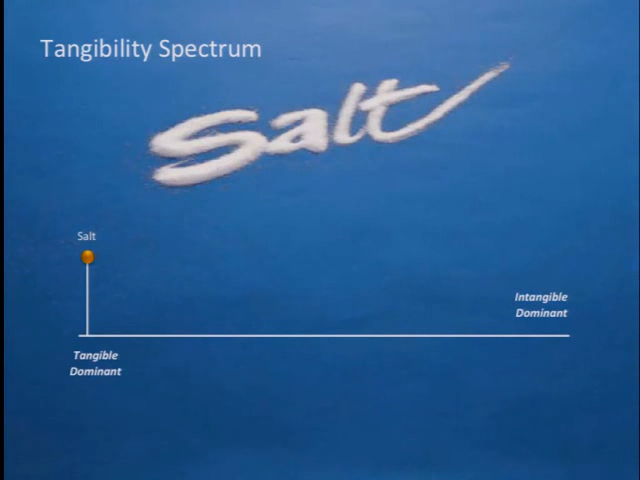 Tangibility Spectrum
Salt
Salt
Intangible
Dominant
Tangible
Dominant